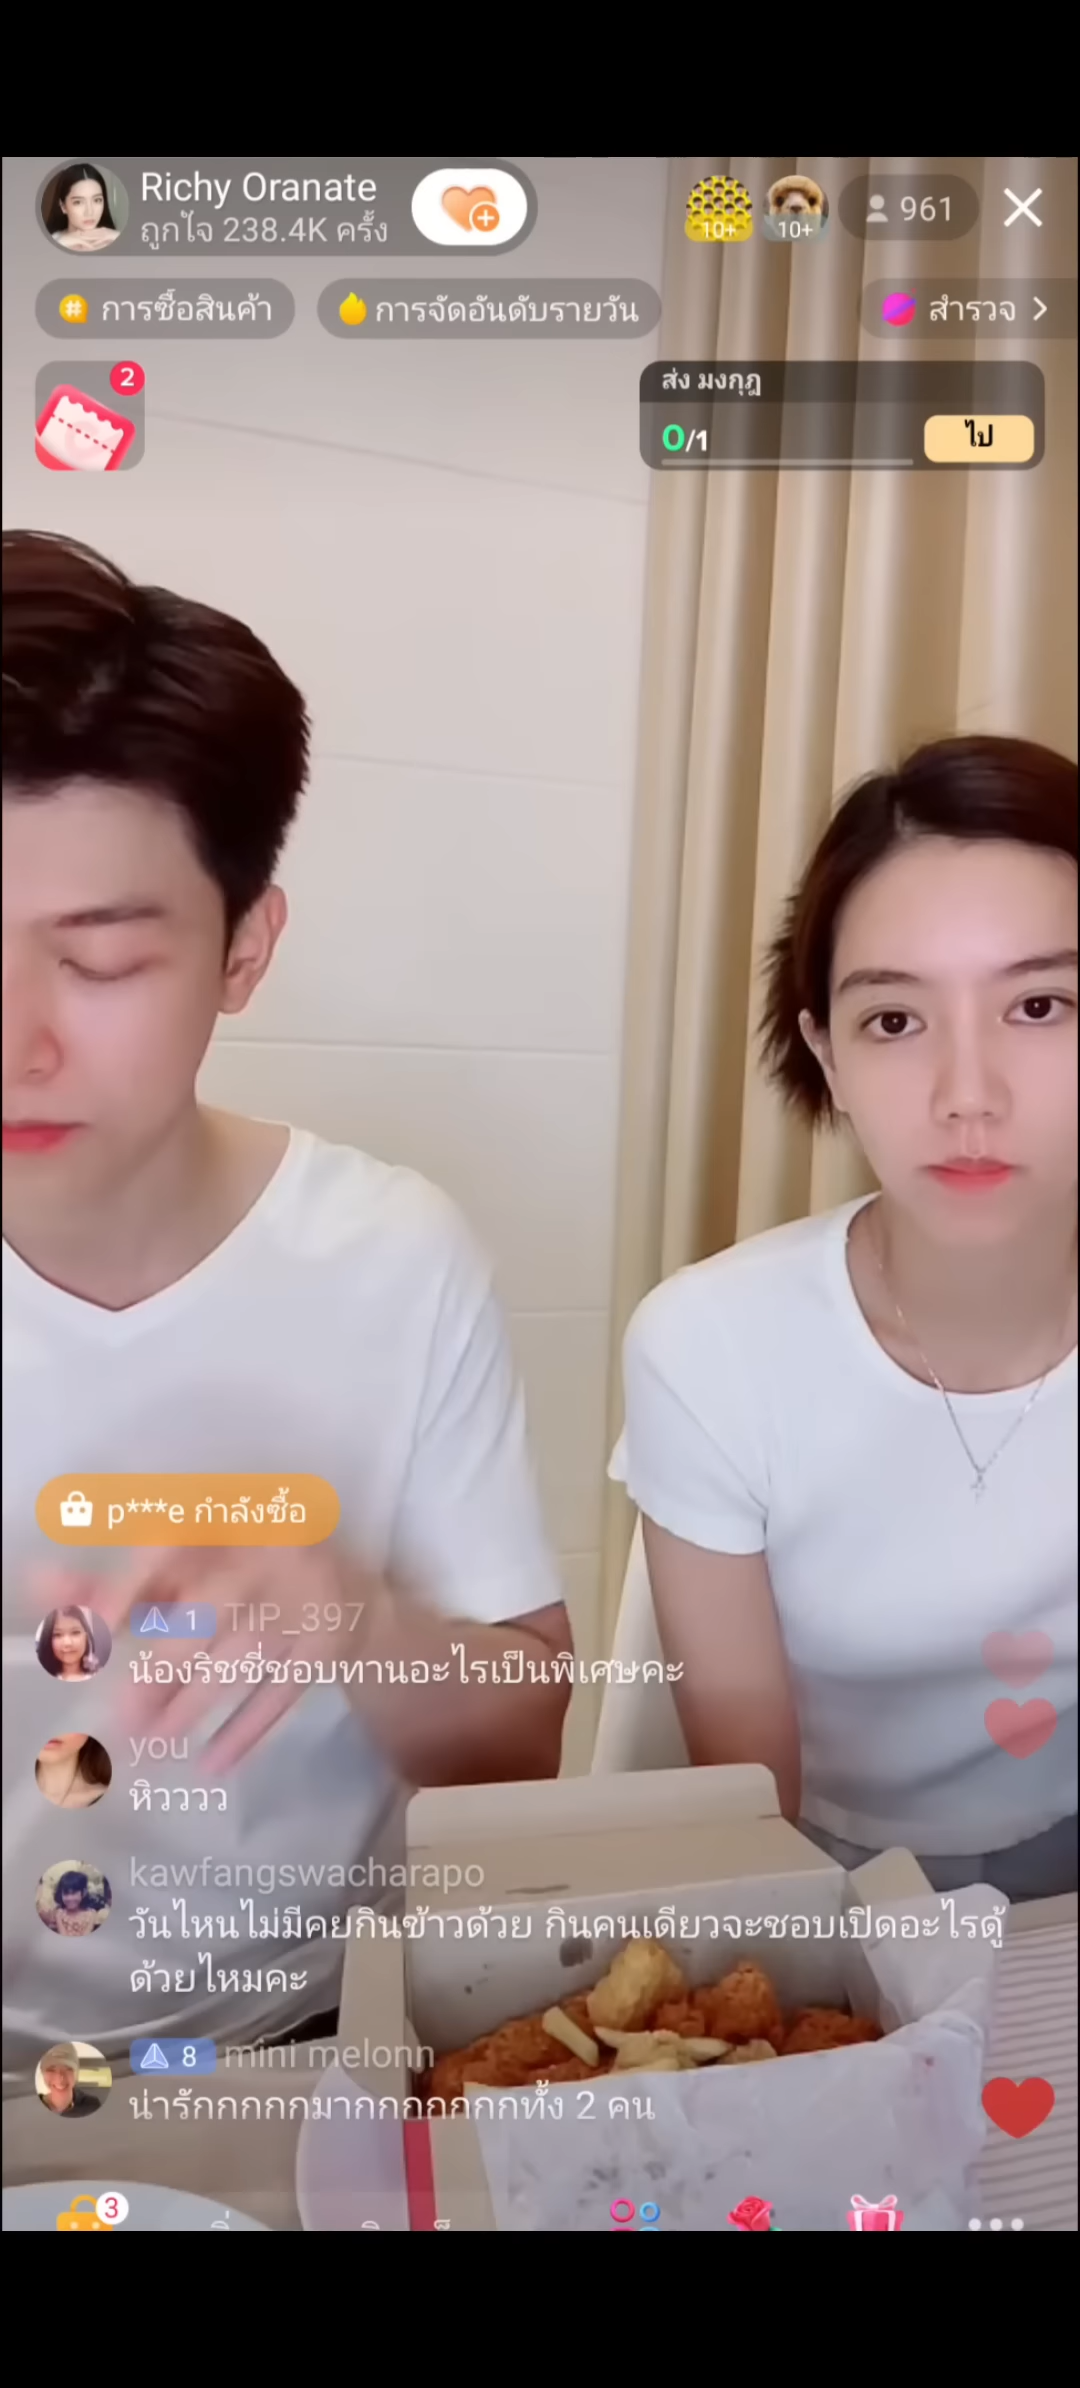 Richy Oranate
ถูกใจ 238.4K ครั้ง
10+
10+
961
การซื้อสินค้า
การจัดอันดับรายวัน
สำรวจ
2
ส่ง มงกุฎ
0/1
ไป
p***e กำลังซื้อ
1 TIP_397
น้องริชชี่ชอบทานอะไรเป็นพิเศษคะ
you
หิวววว
kawfangswacharapo
วันไหนไม่มีคยกินข้าวด้วย กินคนเดียวจะชอบเปิดอะไรดู้
ด้วยไหมคะ
8 mini melonn
น่ารักกกกกมากกกกกกกทั้ง 2 คน
3